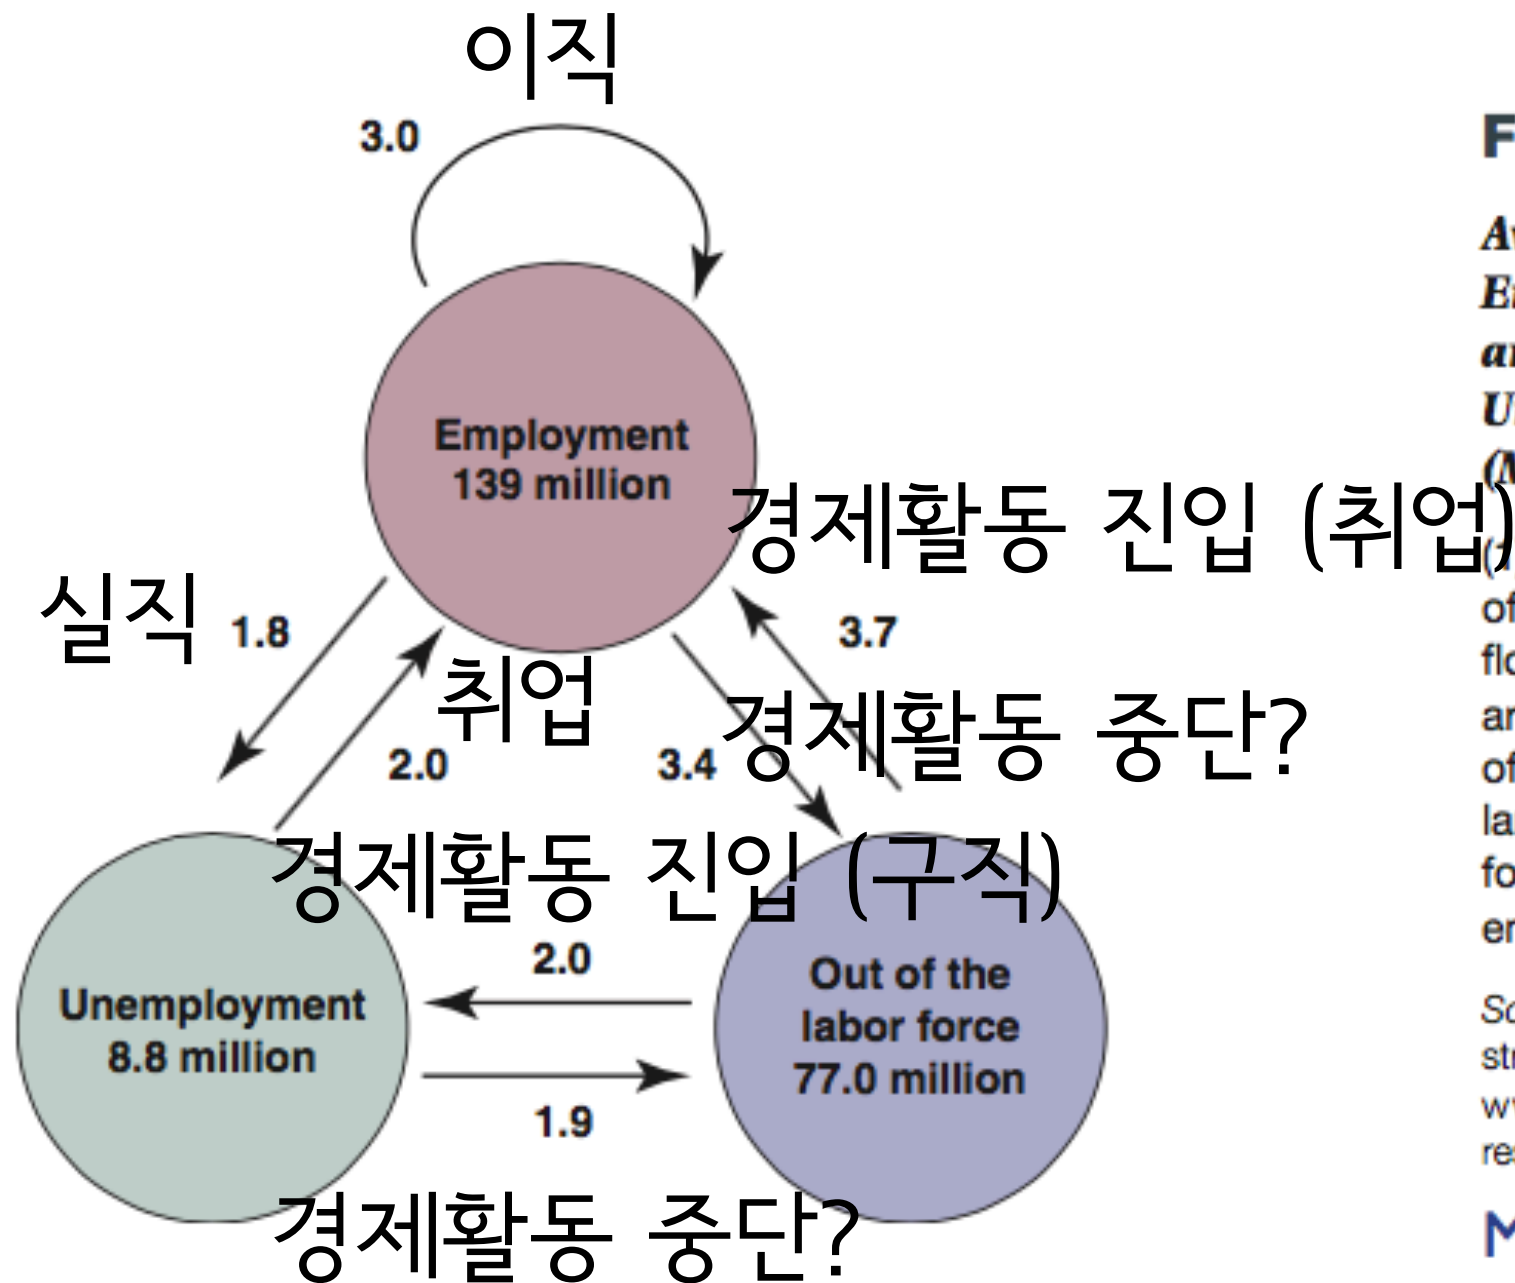 이직
3.0
Employment
139 million
경제활동 진입 (취업)
실직
1.8
3.7
취업
2.0
3.4
경제활동 중단?
경제활동 진입 (구직)
2.0
Unemployment
8.8 million
Out of the
labor force
77.0 million
1.9
경제활동 중단?